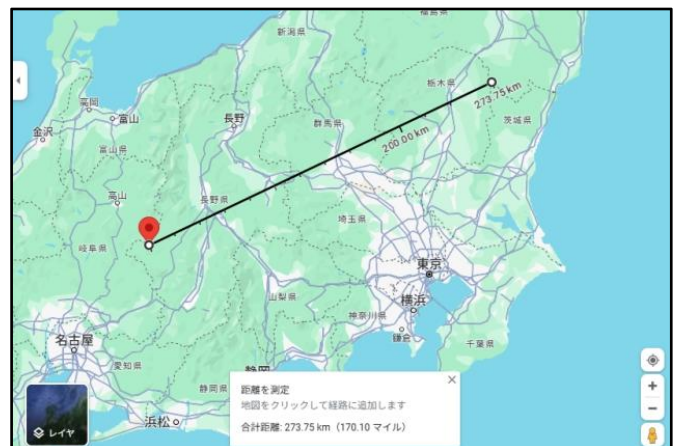 福島県
新潟県
栃木県
高岡
富山
長野
273.75 km
金沢
群馬県
200.00 km
茨城県
富山県
高山
長野県
埼玉県
岐阜県
東京
山梨県
横浜
神奈川県
名古屋
鎌倉
千葉県
愛知県
静岡
静岡県
浜松
レイヤ
距離を測定
地図をクリックして経路に追加します
合計距離: 273.75 km（170.10 マイル）